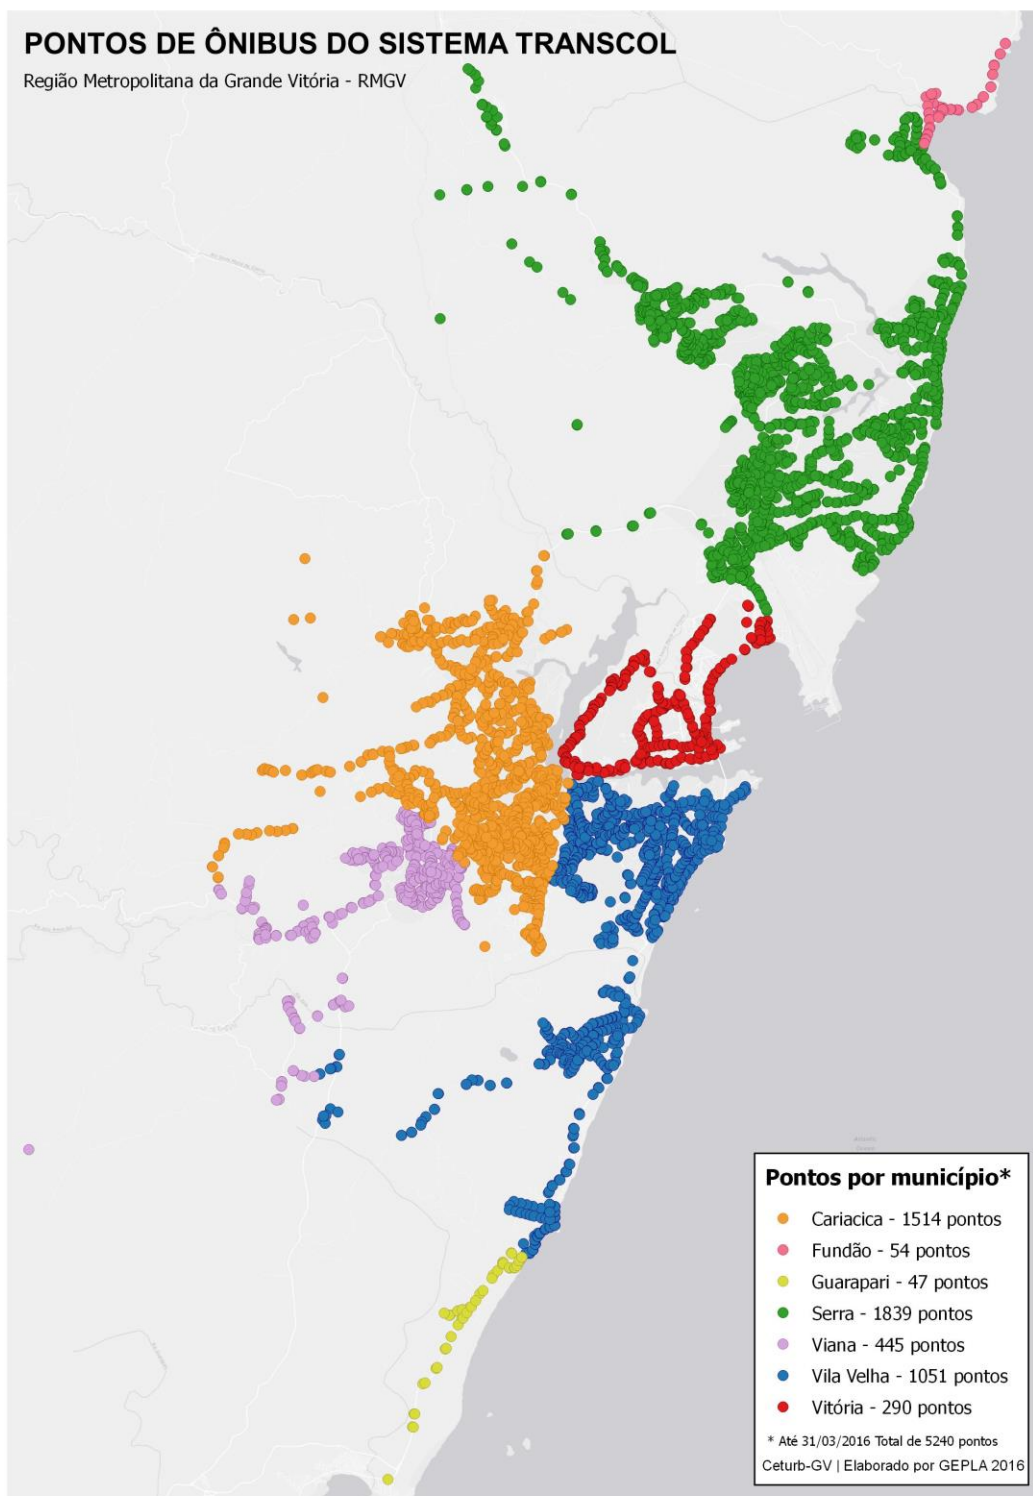 PONTOS DE ÔNIBUS DO SISTEMA TRANSCOL
Região Metropolitana da Grande Vitória - RMGV
Pontos por município*
Cariacica - 1514 pontos
Fundão - 54 pontos
Guarapari - 47 pontos
Serra - 1839 pontos
Viana - 445 pontos
Vila Velha - 1051 pontos
Vitória - 290 pontos
* Até 31/03/2016 Total de 5240 pontos
Ceturb-GV | Elaborado por GEPLA 2016